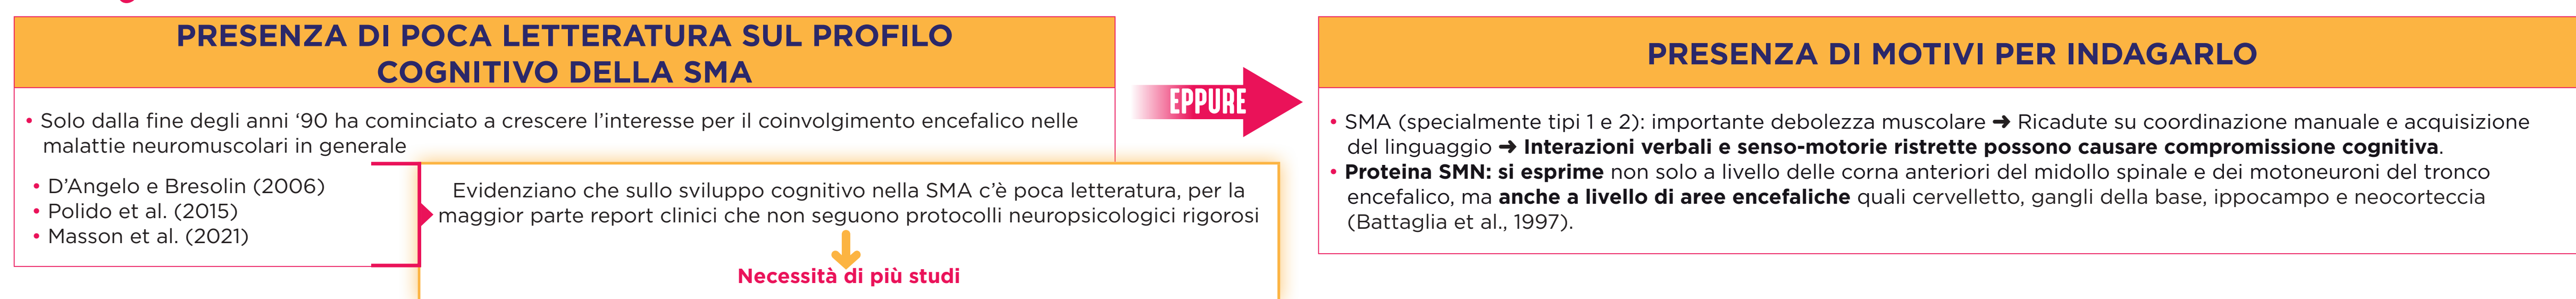 PRESENZA DI POCA LETTERATURA SUL PROFILO
COGNITIVO DELLA SMA
• Solo dalla fine degli anni ‘90 ha cominciato a crescere l’interesse per il coinvolgimento encefalico nelle
malattie neuromuscolari in generale
• D’Angelo e Bresolin (2006)
• Polido et al. (2015)
• Masson et al. (2021)
Evidenziano che sullo sviluppo cognitivo nella SMA c’è poca letteratura, per la
maggior parte report clinici che non seguono protocolli neuropsicologici rigorosi
Necessità di più studi
EPPURE
PRESENZA DI MOTIVI PER INDAGARLO
• SMA (specialmente tipi 1 e 2): importante debolezza muscolare ➜ Ricadute su coordinazione manuale e acquisizione
del linguaggio ➜ Interazioni verbali e senso-motorie ristrette possono causare compromissione cognitiva.
• Proteina SMN: si esprime non solo a livello delle corna anteriori del midollo spinale e dei motoneuroni del tronco
encefalico, ma anche a livello di aree encefaliche quali cervelletto, gangli della base, ippocampo e neocorteccia
(Battaglia et al., 1997).